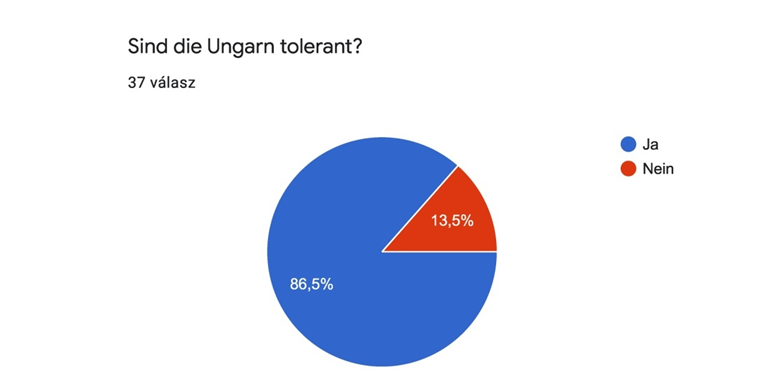 Sind die Ungarn tolerant?
37 válasz
Ja
Nein
13,5%
86,5%